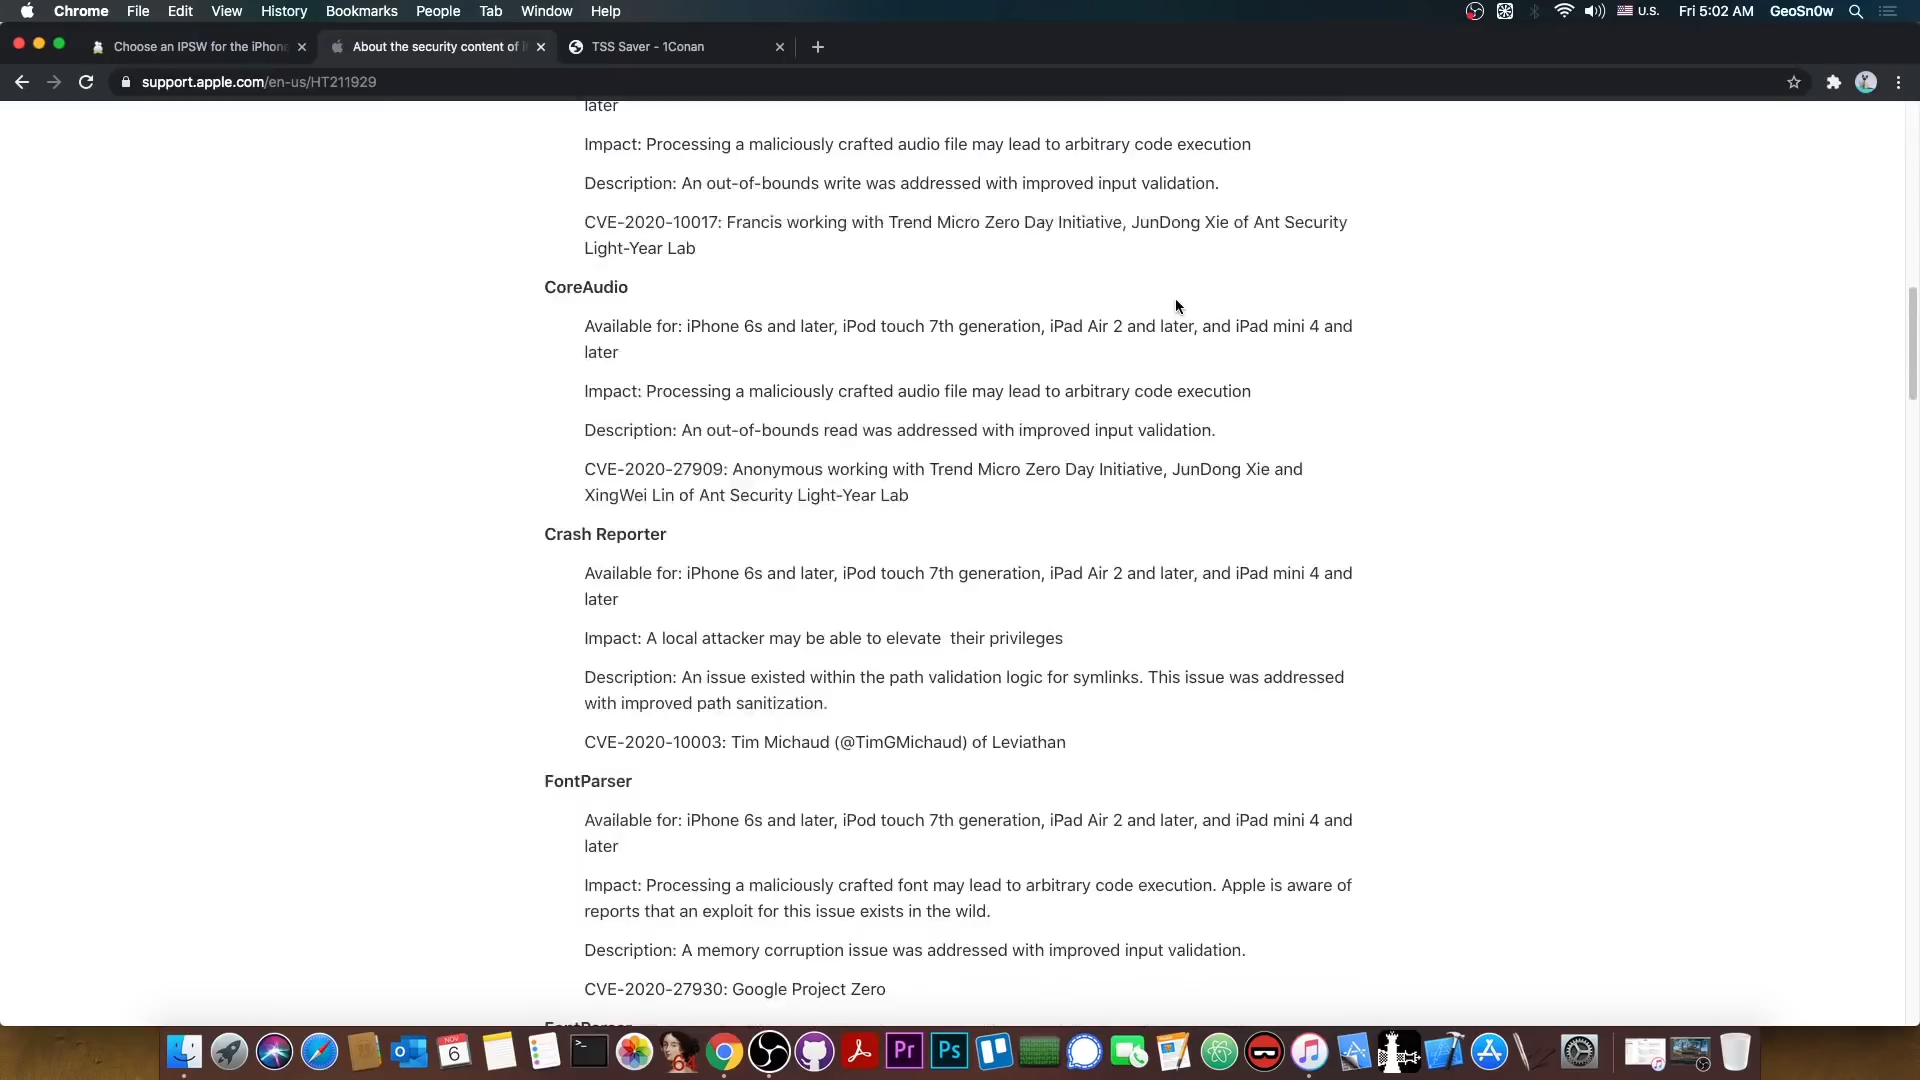 Chrome File Edit View History Bookmarks People Tab Window Help U.S. Fri 5:02 AM GeoSn0w
Choose an IPSW for the iPhone About the security content of i TSS Saver - 1Conan
support.apple.com/en-us/HT211929
later
Impact: Processing a maliciously crafted audio file may lead to arbitrary code execution
Description: An out-of-bounds write was addressed with improved input validation.
CVE-2020-10017: Francis working with Trend Micro Zero Day Initiative, JunDong Xie of Ant Security
Light-Year Lab
CoreAudio
Available for: iPhone 6s and later, iPod touch 7th generation, iPad Air 2 and later, and iPad mini 4 and
later
Impact: Processing a maliciously crafted audio file may lead to arbitrary code execution
Description: An out-of-bounds read was addressed with improved input validation.
CVE-2020-27909: Anonymous working with Trend Micro Zero Day Initiative, JunDong Xie and
XingWei Lin of Ant Security Light-Year Lab
Crash Reporter
Available for: iPhone 6s and later, iPod touch 7th generation, iPad Air 2 and later, and iPad mini 4 and
later
Impact: A local attacker may be able to elevate  their privileges
Description: An issue existed within the path validation logic for symlinks. This issue was addressed
with improved path sanitization.
CVE-2020-10003: Tim Michaud (@TimGMichaud) of Leviathan
FontParser
Available for: iPhone 6s and later, iPod touch 7th generation, iPad Air 2 and later, and iPad mini 4 and
later
Impact: Processing a maliciously crafted font may lead to arbitrary code execution. Apple is aware of
reports that an exploit for this issue exists in the wild.
Description: A memory corruption issue was addressed with improved input validation.
CVE-2020-27930: Google Project Zero
FontParser
NOV
6
64
Pr
Ps